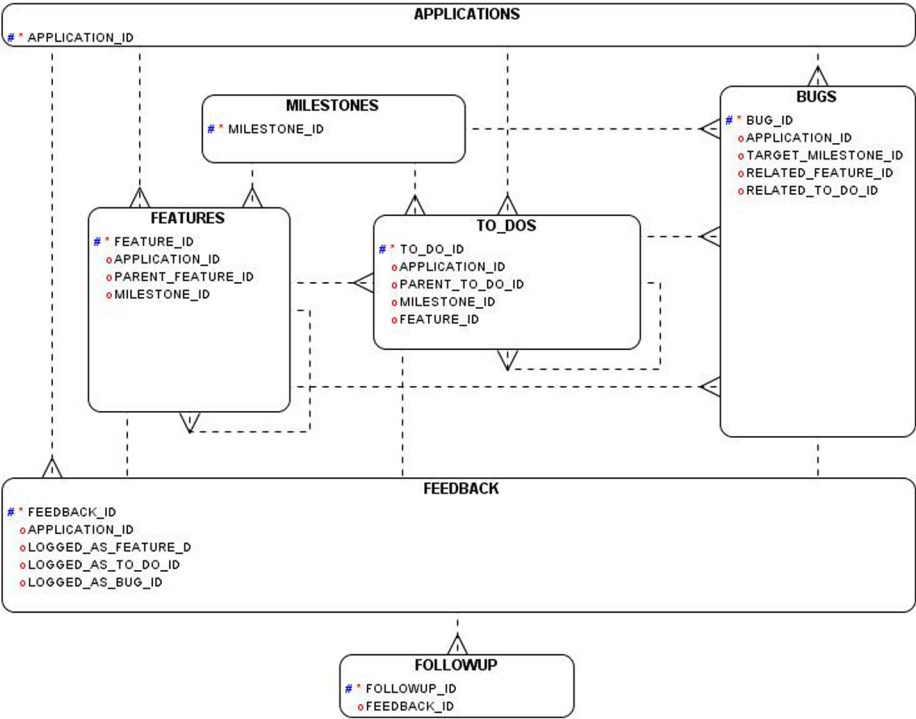 APPLICATIONS
# * APPLICATION_ID
MILESTONES
# * MILESTONE_ID
BUGS
# * BUG_ID
o APPLICATION_ID
o TARGET_MILESTONE_ID
o RELATED_FEATURE_ID
o RELATED_TO_DO_ID
FEATURES
# * FEATURE_ID
o APPLICATION_ID
o PARENT_FEATURE_ID
o MILESTONE_ID
TO_DOS
# * TO_DO_ID
o APPLICATION_ID
o PARENT_TO_DO_ID
o MILESTONE_ID
o FEATURE_ID
FEEDBACK
# * FEEDBACK_ID
o APPLICATION_ID
o LOGGED_AS_FEATURE_D
o LOGGED_AS_TO_DO_ID
o LOGGED_AS_BUG_ID
FOLLOWUP
# * FOLLOWUP_ID
o FEEDBACK_ID